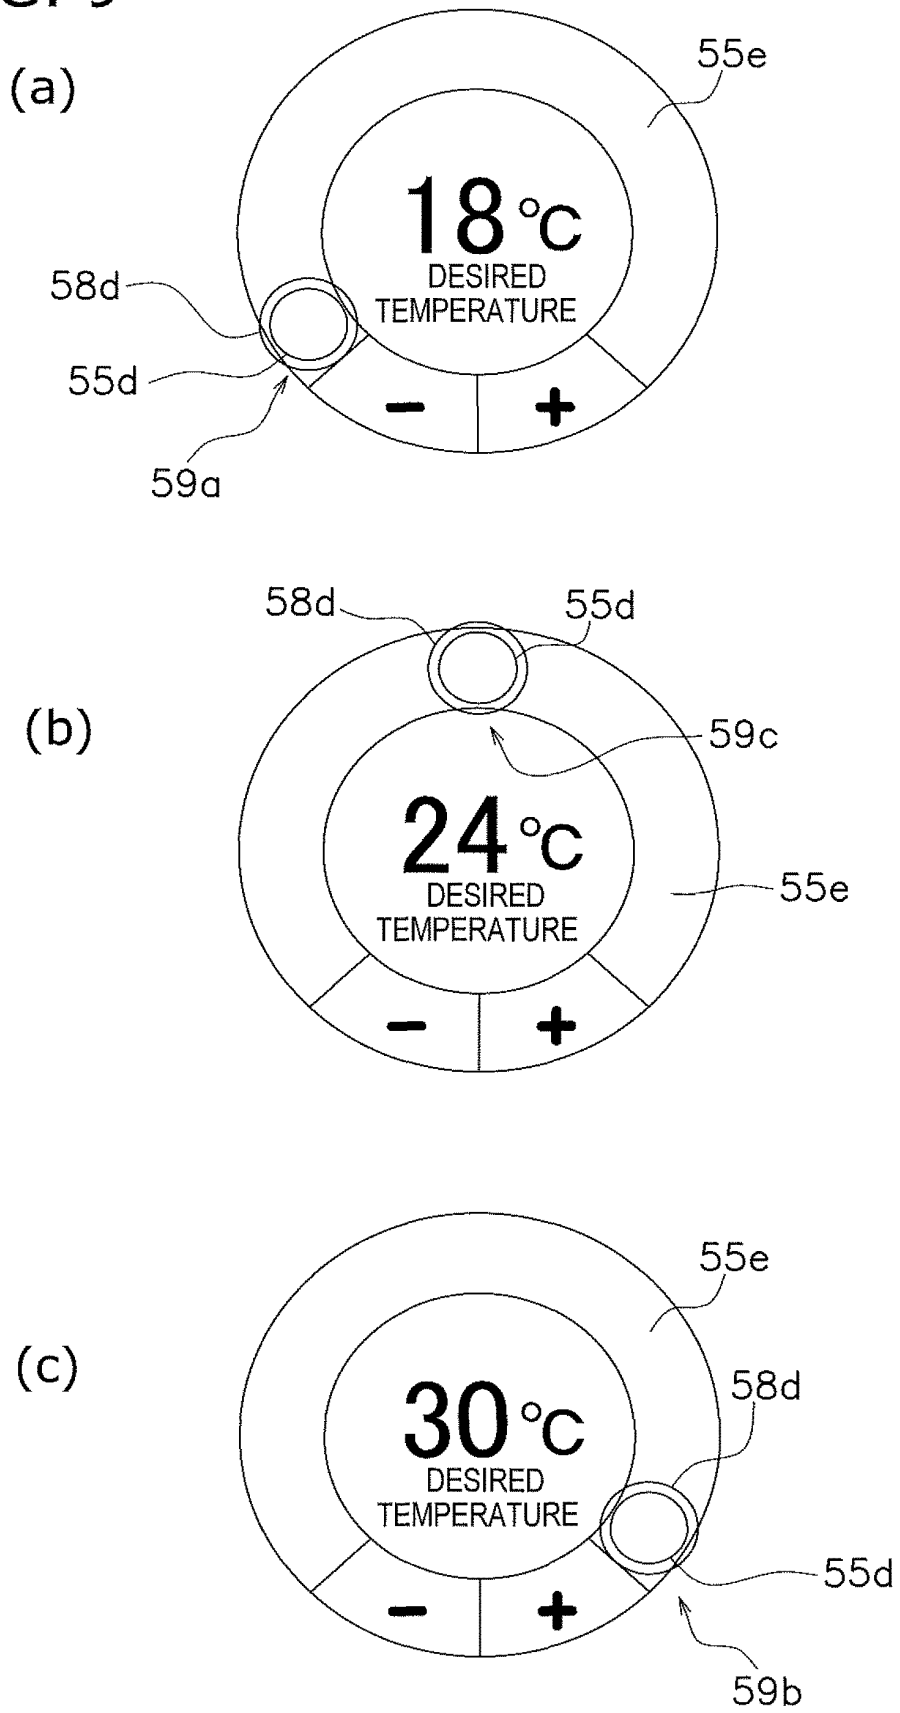 (a)
55e
18 °C
DESIRED
TEMPERATURE
58d
55d
− +
59a
58d
55d
(b)
59c
24 °C
DESIRED
TEMPERATURE
55e
− +
55e
(c)
58d
30 °C
DESIRED
TEMPERATURE
55d
− +
59b